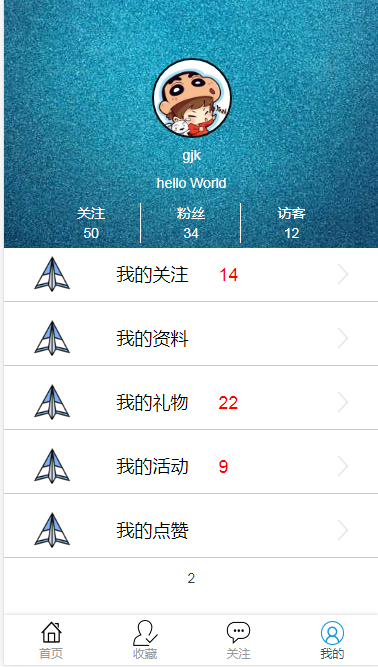 gjk
hello World
关注 粉丝 访客
50 34 12
我的关注 14
我的资料
我的礼物 22
我的活动 9
我的点赞
2
首页 收藏 关注 我的